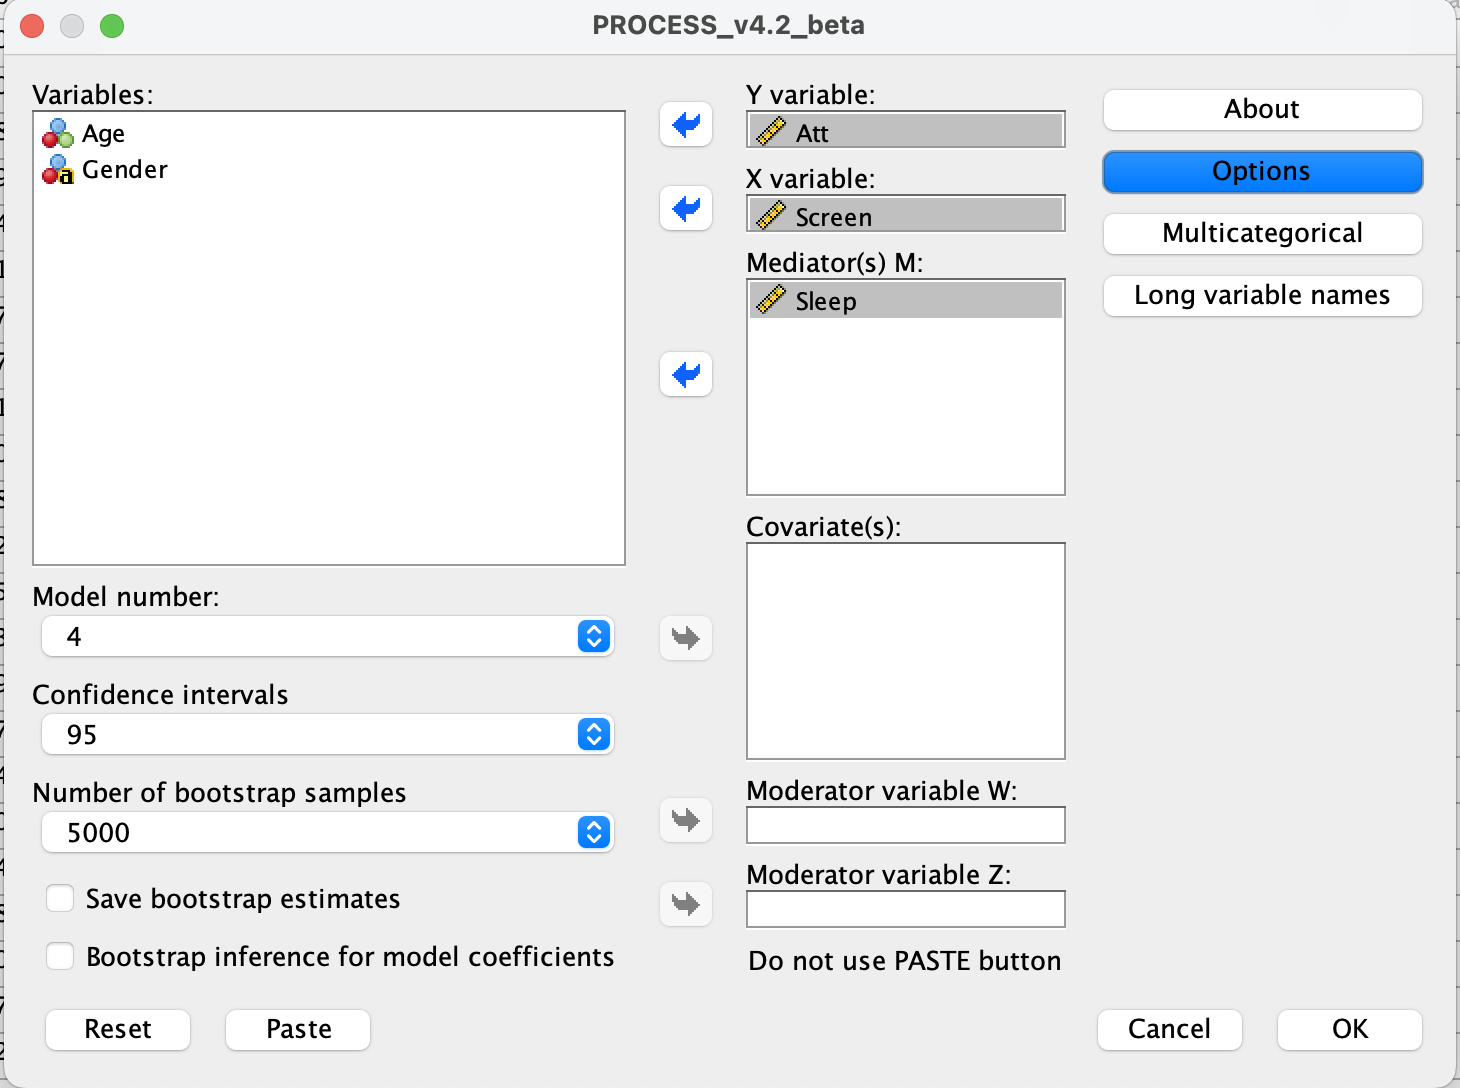 PROCESS_v4.2_beta
Variables:
Age
Gender
Model number:
4
Confidence intervals
95
Number of bootstrap samples
5000
Save bootstrap estimates
Bootstrap inference for model coefficients
Y variable:
Att
X variable:
Screen
Mediator(s) M:
Sleep
Covariate(s):
Moderator variable W:
Moderator variable Z:
Do not use PASTE button
About
Options
Multicategorical
Long variable names
Reset
Paste
Cancel
OK